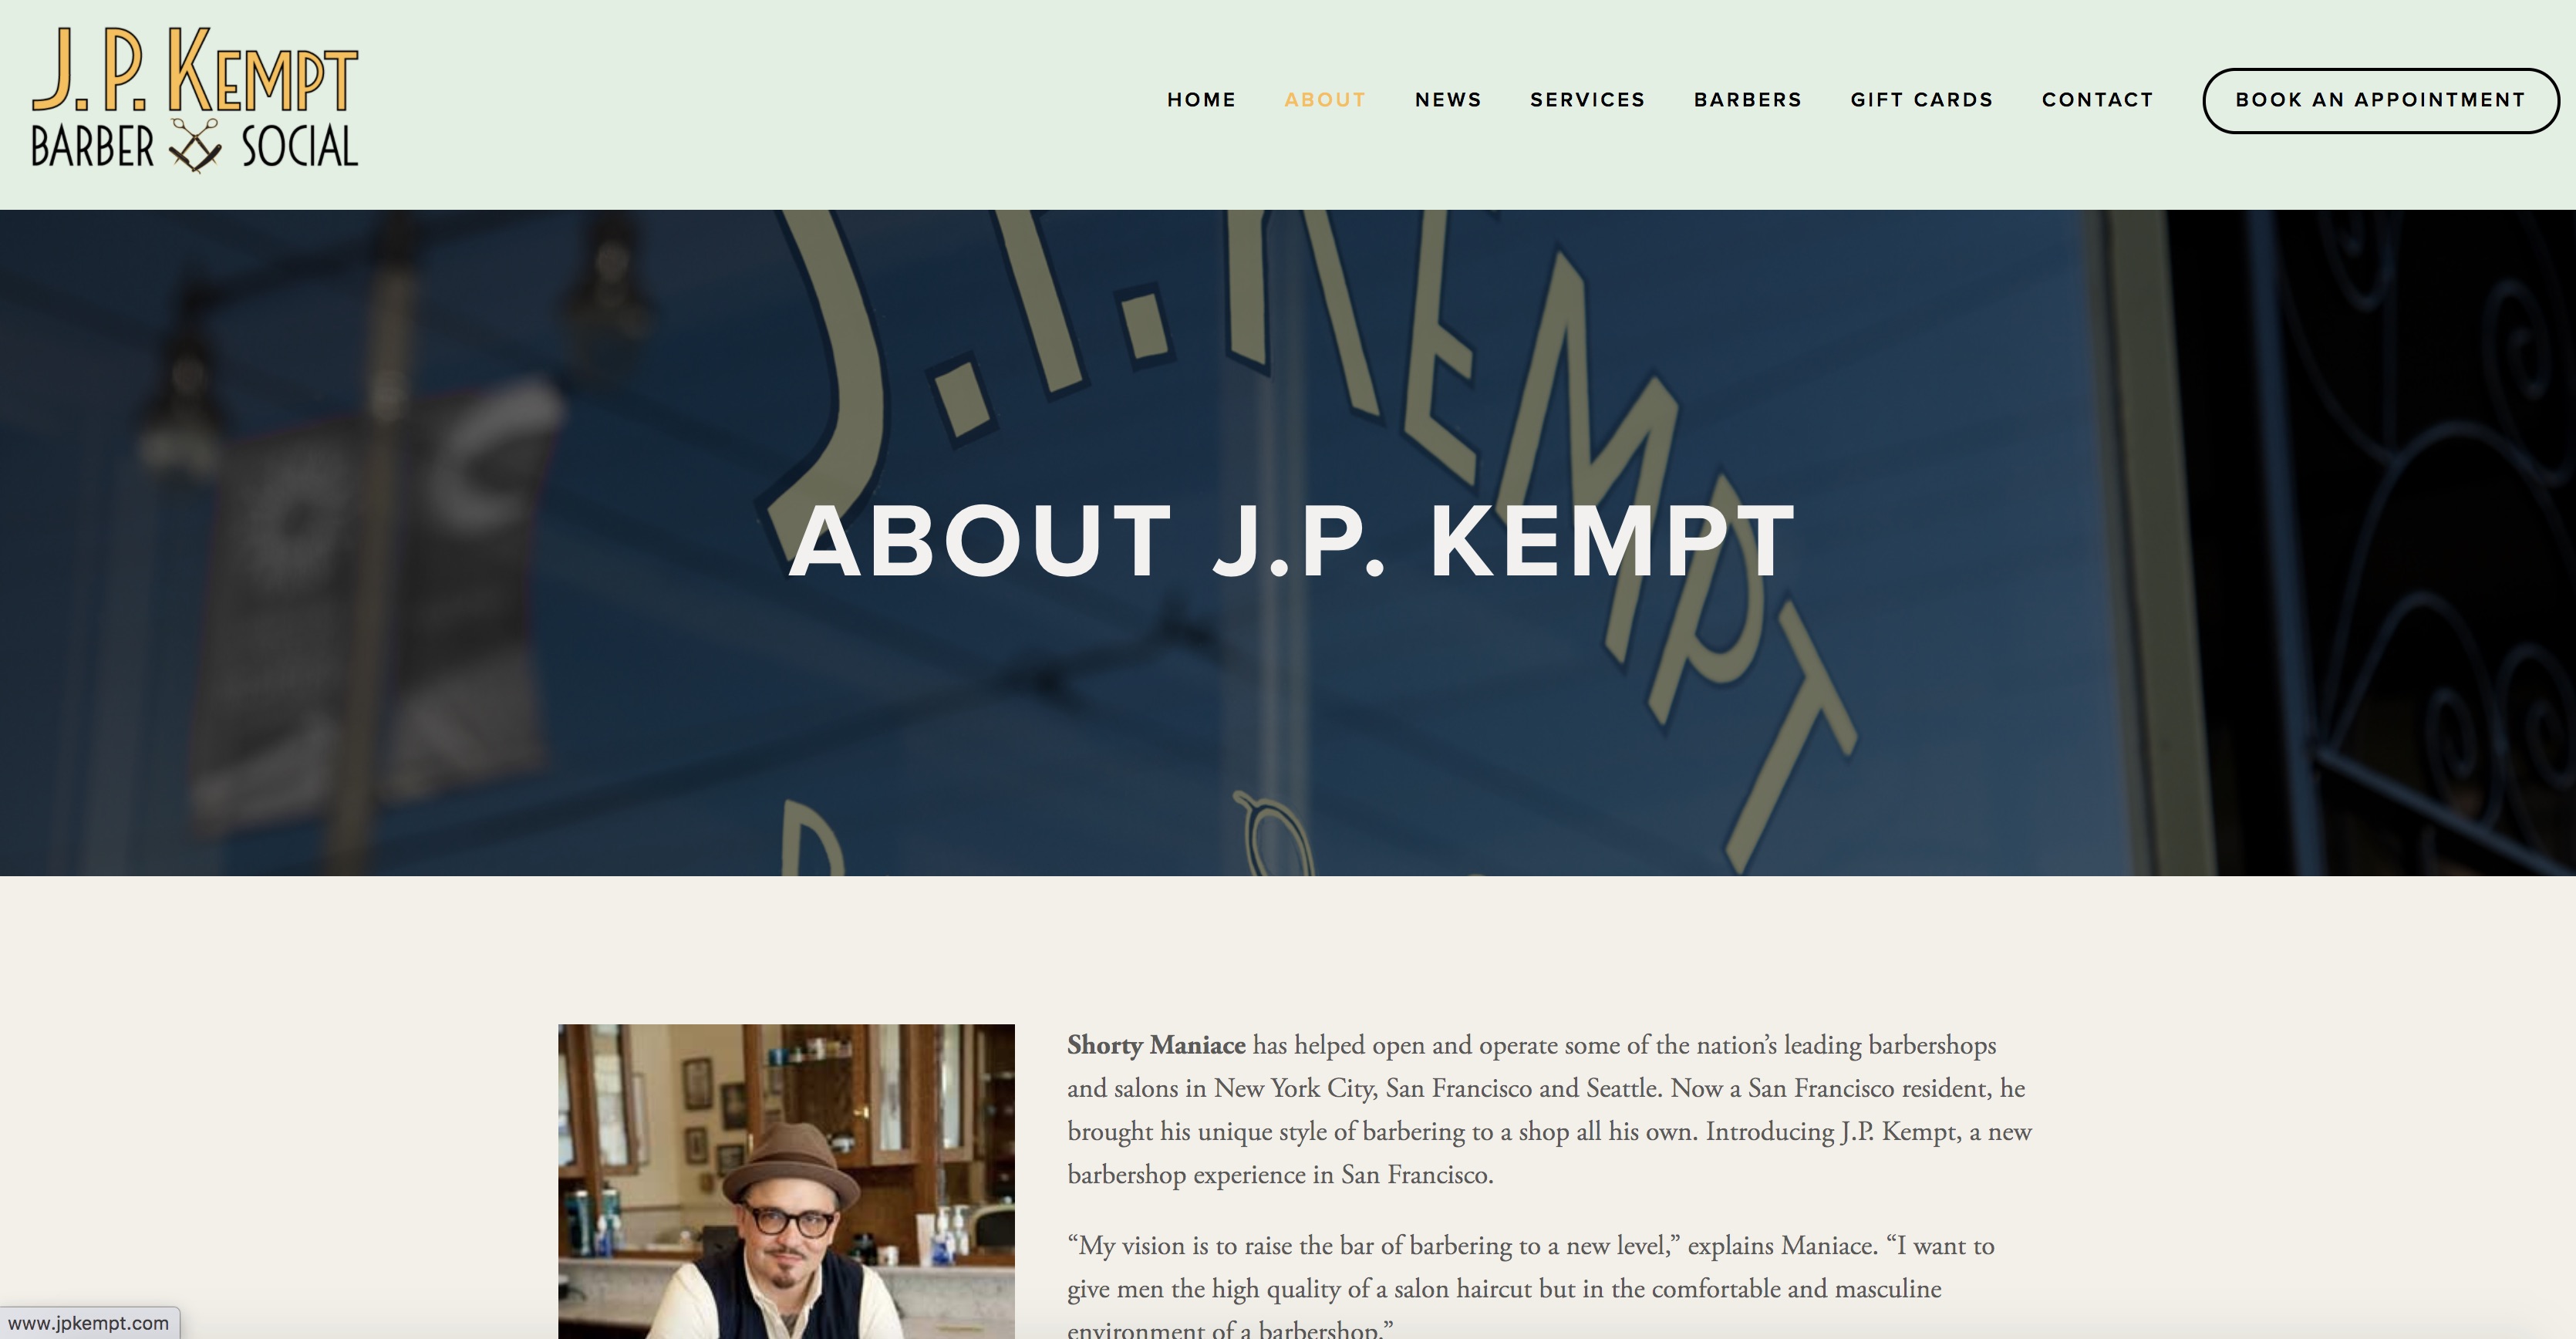 J.P. KEMPT
BARBER SOCIAL
HOME ABOUT NEWS SERVICES BARBERS GIFT CARDS CONTACT BOOK AN APPOINTMENT
J.P. KEMPT
ABOUT J.P. KEMPT
Shorty Maniace has helped open and operate some of the nation’s leading barbershops
and salons in New York City, San Francisco and Seattle. Now a San Francisco resident, he
brought his unique style of barbering to a shop all his own. Introducing J.P. Kempt, a new
barbershop experience in San Francisco.
“My vision is to raise the bar of barbering to a new level,” explains Maniace. “I want to
give men the high quality of a salon haircut but in the comfortable and masculine
environment of a barbershop.”
www.jpkempt.com